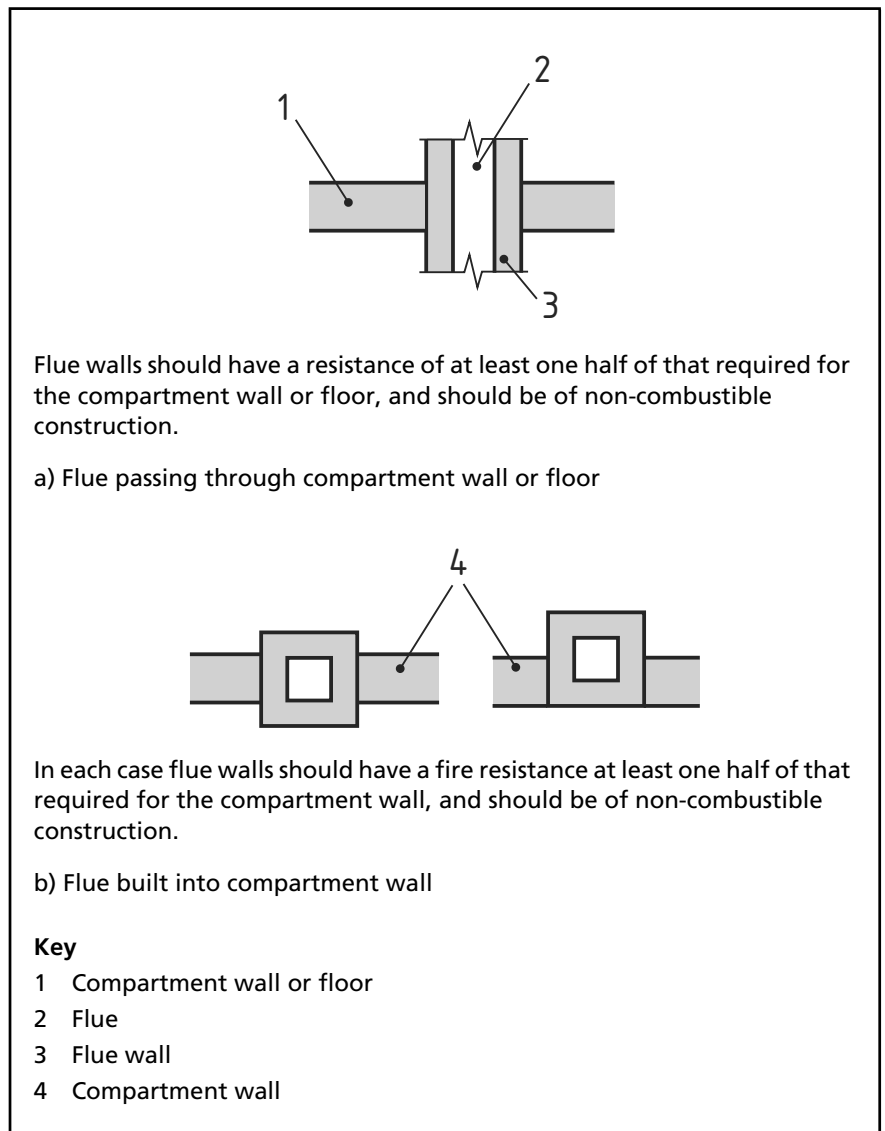 1
2
3
Flue walls should have a resistance of at least one half of that required for
the compartment wall or floor, and should be of non-combustible
construction.
a) Flue passing through compartment wall or floor
4
In each case flue walls should have a fire resistance at least one half of that
required for the compartment wall, and should be of non-combustible
construction.
b) Flue built into compartment wall
Key
1 Compartment wall or floor
2 Flue
3 Flue wall
4 Compartment wall